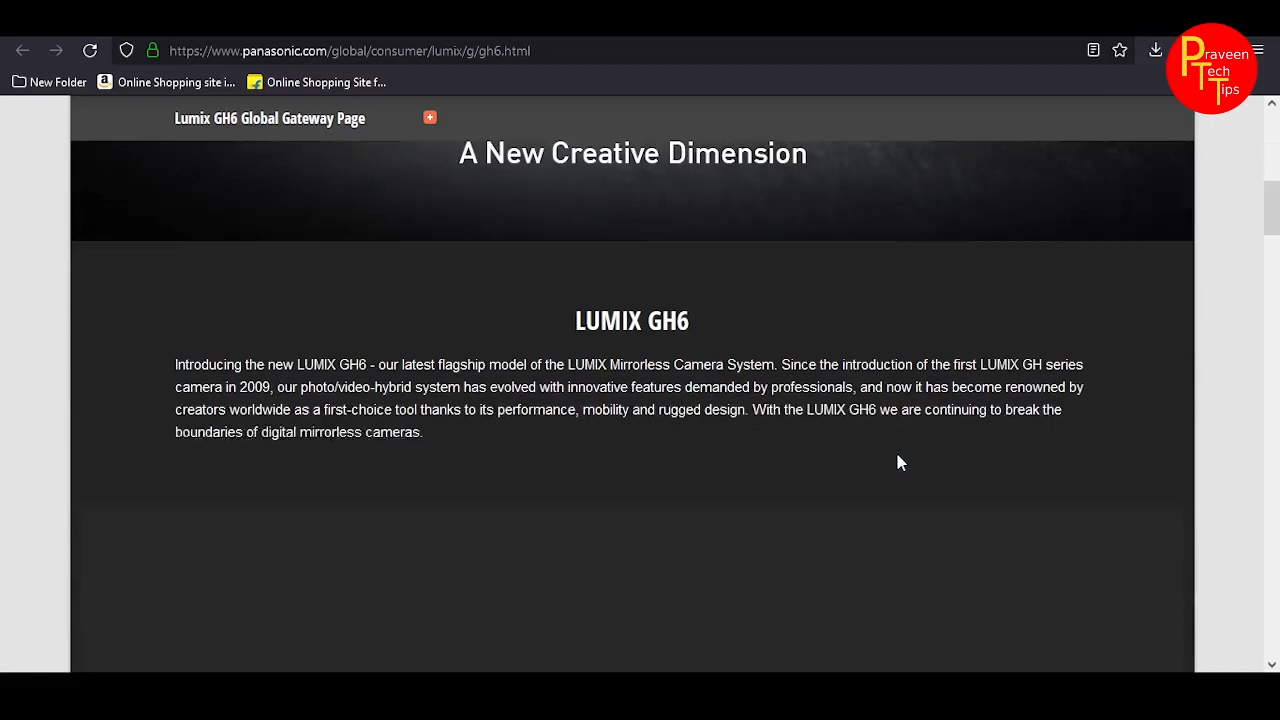 https://www.panasonic.com/global/consumer/lumix/g/gh6.html
Praveen
Tech
Tips
New Folder
Online Shopping site i...
Online Shopping Site f...
Lumix GH6 Global Gateway Page
A New Creative Dimension
LUMIX GH6
Introducing the new LUMIX GH6 - our latest flagship model of the LUMIX Mirrorless Camera System. Since the introduction of the first LUMIX GH series
camera in 2009, our photo/video-hybrid system has evolved with innovative features demanded by professionals, and now it has become renowned by
creators worldwide as a first-choice tool thanks to its performance, mobility and rugged design. With the LUMIX GH6 we are continuing to break the
boundaries of digital mirrorless cameras.